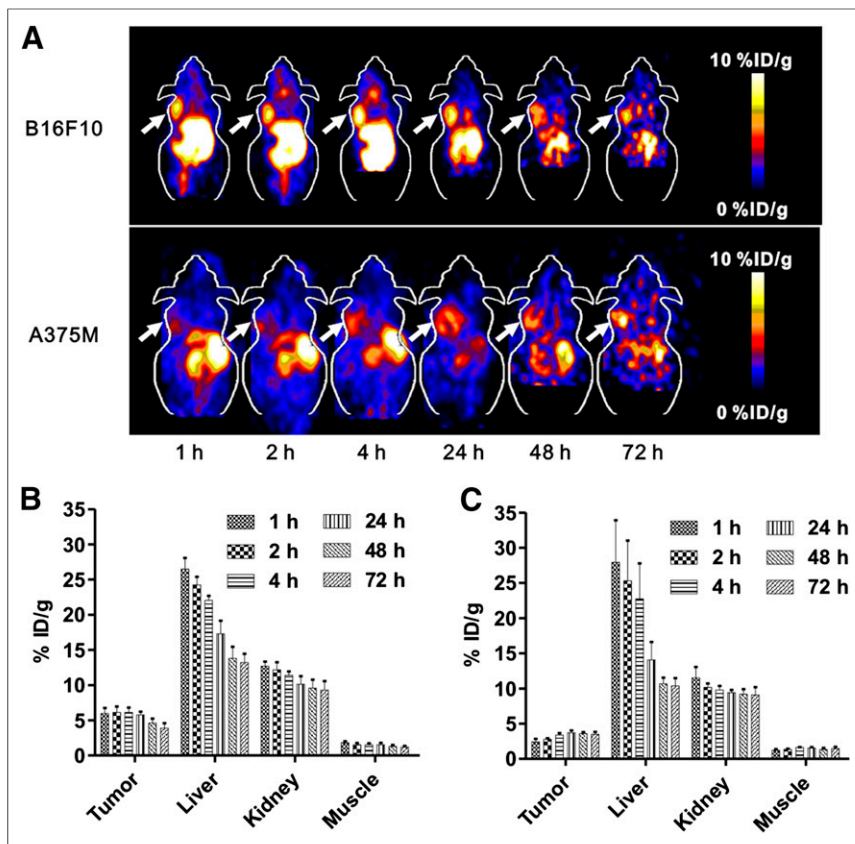 A
B16F10
10 %ID/g
0 %ID/g
A375M
10 %ID/g
0 %ID/g
1 h 2 h 4 h 24 h 48 h 72 h
B
% ID/g
35
30
25
20
15
10
5
0
1 h 24 h
2 h 48 h
4 h 72 h
Tumor Liver Kidney Muscle
C
% ID/g
35
30
25
20
15
10
5
0
1 h 24 h
2 h 48 h
4 h 72 h
Tumor Liver Kidney Muscle